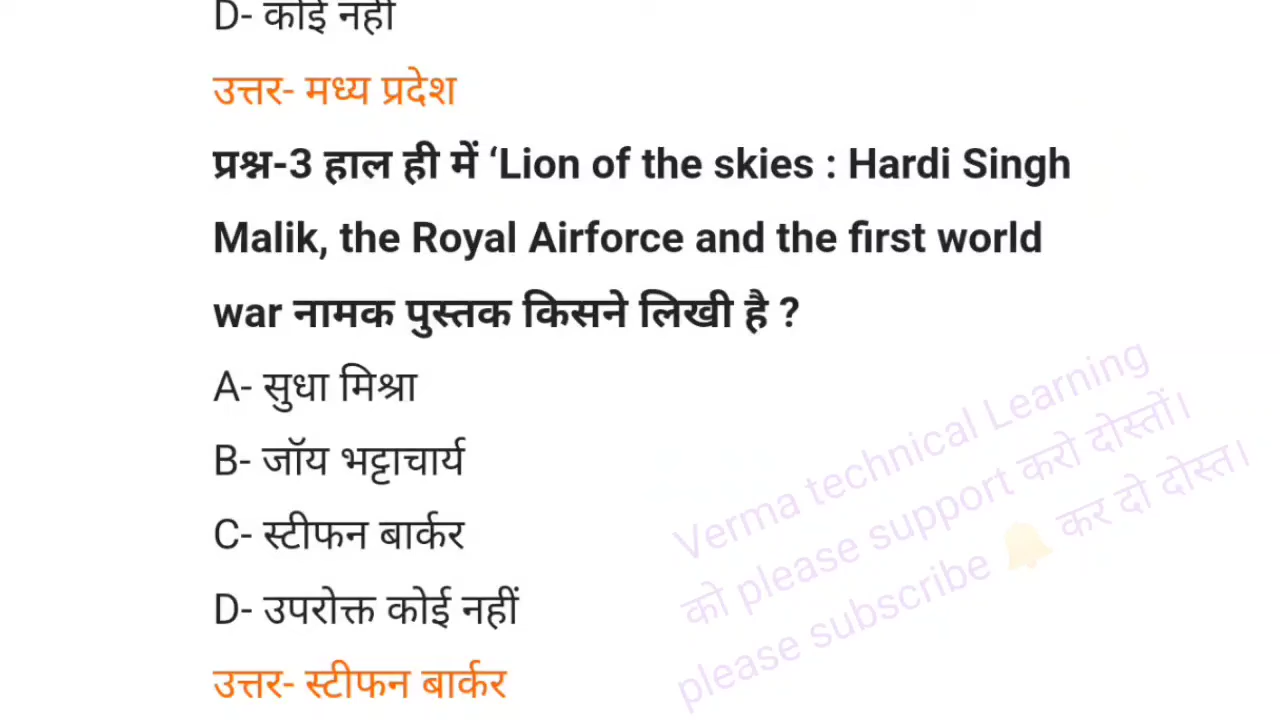 D- कोई नहीं
उत्तर- मध्य प्रदेश
प्रश्न-3 हाल ही में ‘Lion of the skies : Hardi Singh
Malik, the Royal Airforce and the first world
war नामक पुस्तक किसने लिखी है ?
A- सुधा मिश्रा
B- जॉय भट्टाचार्य
C- स्टीफन बार्कर
D- उपरोक्त कोई नहीं
उत्तर- स्टीफन बार्कर
Verma technical Learning
को please support करो दोस्तों।
please subscribe 🔔 कर दो दोस्त।